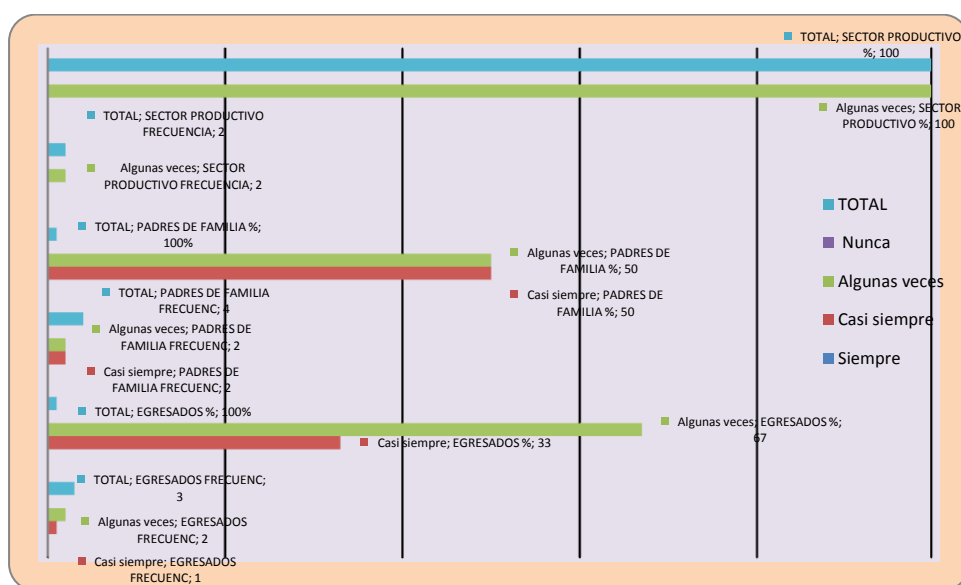 TOTAL; SECTOR PRODUCTIVO
%; 100
Algunas veces; SECTOR
PRODUCTIVO %; 100
TOTAL; SECTOR PRODUCTIVO
FRECUENCIA; 2
Algunas veces; SECTOR
PRODUCTIVO FRECUENCIA; 2
TOTAL; PADRES DE FAMILIA %;
100%
Algunas veces; PADRES DE
FAMILIA %; 50
Casi siempre; PADRES DE
FAMILIA %; 50
TOTAL; PADRES DE FAMILIA
FRECUENC; 4
Algunas veces; PADRES DE
FAMILIA FRECUENC; 2
Casi siempre; PADRES DE
FAMILIA FRECUENC; 2
TOTAL; EGRESADOS %; 100%
Algunas veces; EGRESADOS %;
67
Casi siempre; EGRESADOS %; 33
TOTAL; EGRESADOS FRECUENC;
3
Algunas veces; EGRESADOS
FRECUENC; 2
Casi siempre; EGRESADOS
FRECUENC; 1
TOTAL
Nunca
Algunas veces
Casi siempre
Siempre